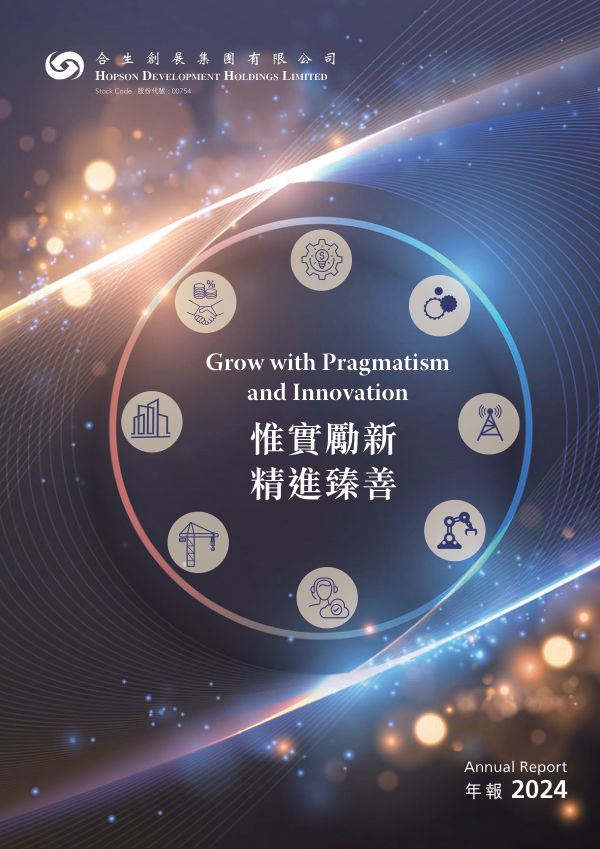 合生創展集團有限公司
HOPSON DEVELOPMENT HOLDINGS LIMITED
Stock Code 股份代號 : 00754
%
$
Grow with Pragmatism
and Innovation
惟實勵新
精進臻善
Annual Report
年報 2024